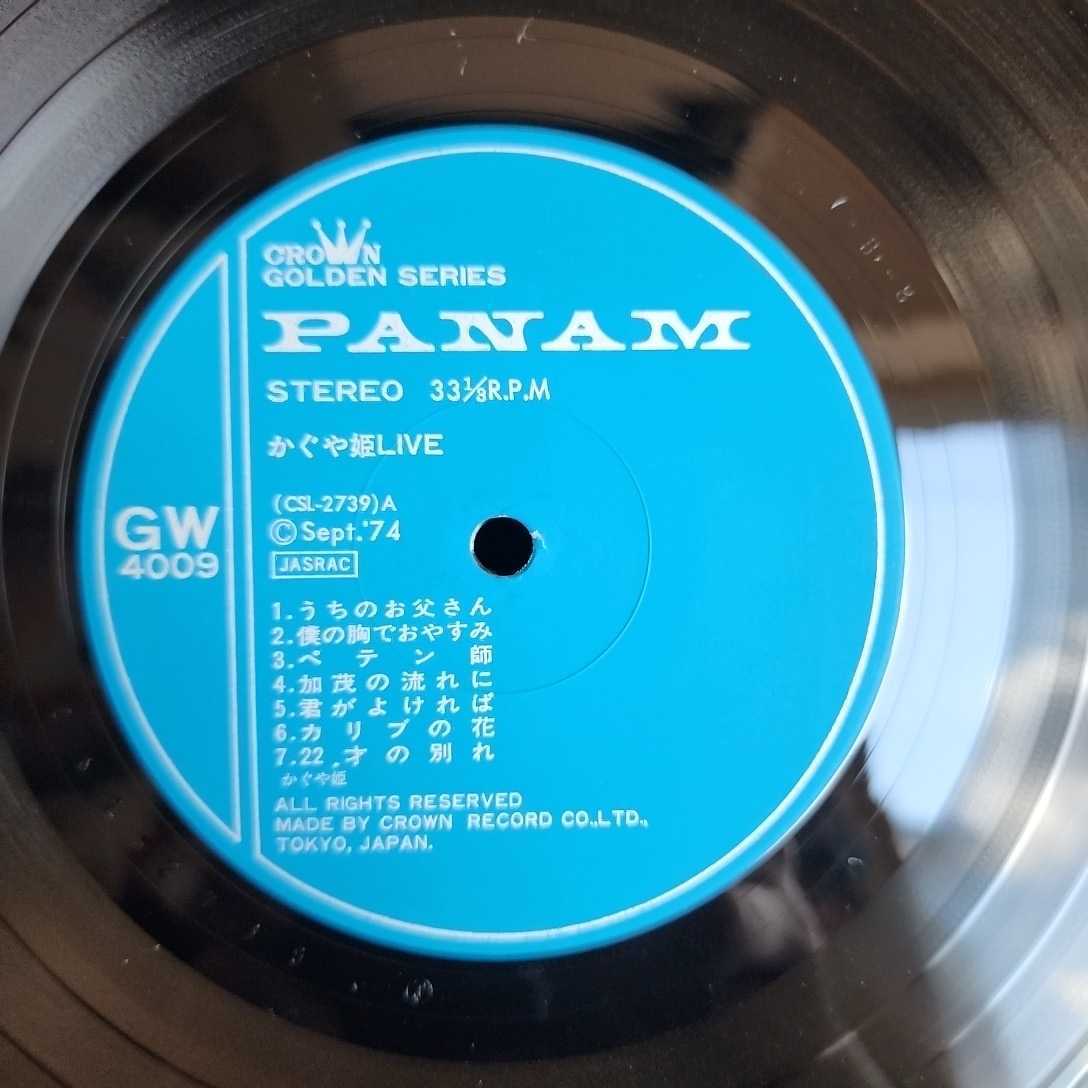 CROWN
GOLDEN SERIES
PANAM
STEREO 33⅓R.P.M
かぐや姫LIVE
(CSL-2739)A
©Sept.'74
JASRAC
GW
4009
1.うちのお父さん
2.僕の胸でおやすみ
3.ペテン師
4.加茂の流れに
5.君がよければ
6.カリブの花
7.22才の別れ
かぐや姫
ALL RIGHTS RESERVED
MADE BY CROWN RECORD CO.,LTD.,
TOKYO, JAPAN.